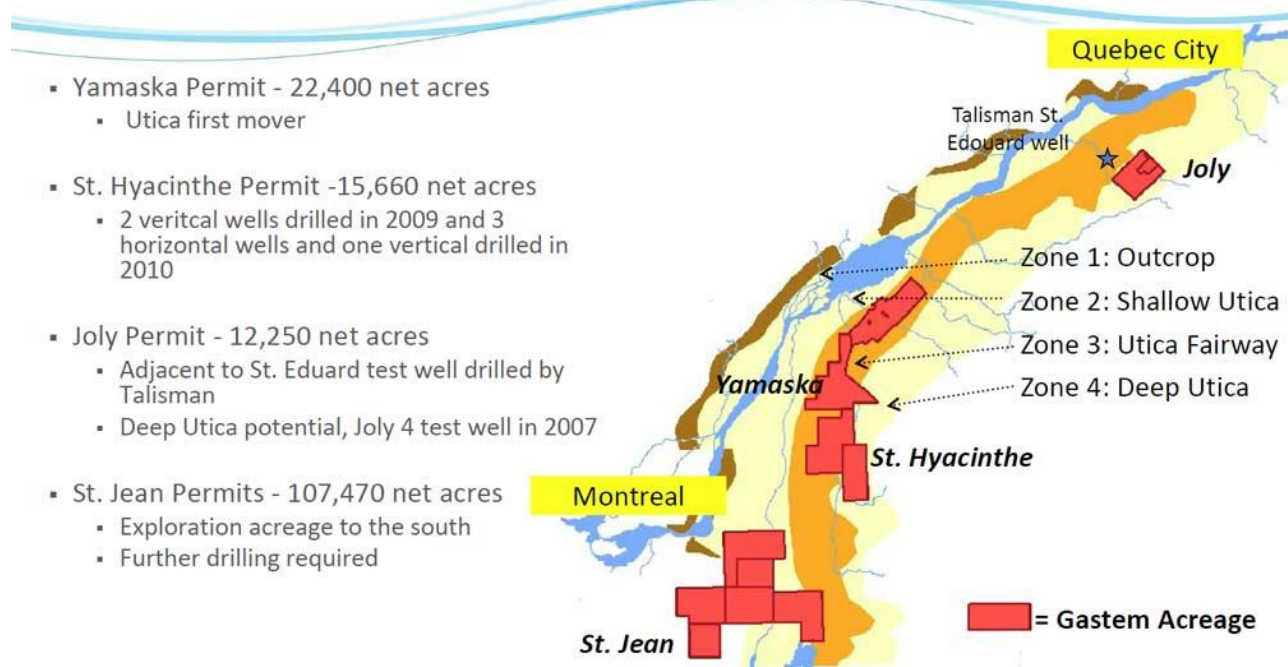 ▪ Yamaska Permit - 22,400 net acres
▪ Utica first mover
▪ St. Hyacinthe Permit -15,660 net acres
▪ 2 veritcal wells drilled in 2009 and 3
horizontal wells and one vertical drilled in
2010
▪ Joly Permit - 12,250 net acres
▪ Adjacent to St. Eduard test well drilled by
Talisman
▪ Deep Utica potential, Joly 4 test well in 2007
▪ St. Jean Permits - 107,470 net acres
▪ Exploration acreage to the south
▪ Further drilling required
Quebec City
Talisman St.
Edouard well
Joly
Zone 1: Outcrop
Zone 2: Shallow Utica
Zone 3: Utica Fairway
Yamaska
Zone 4: Deep Utica
St. Hyacinthe
Montreal
= Gastem Acreage
St. Jean